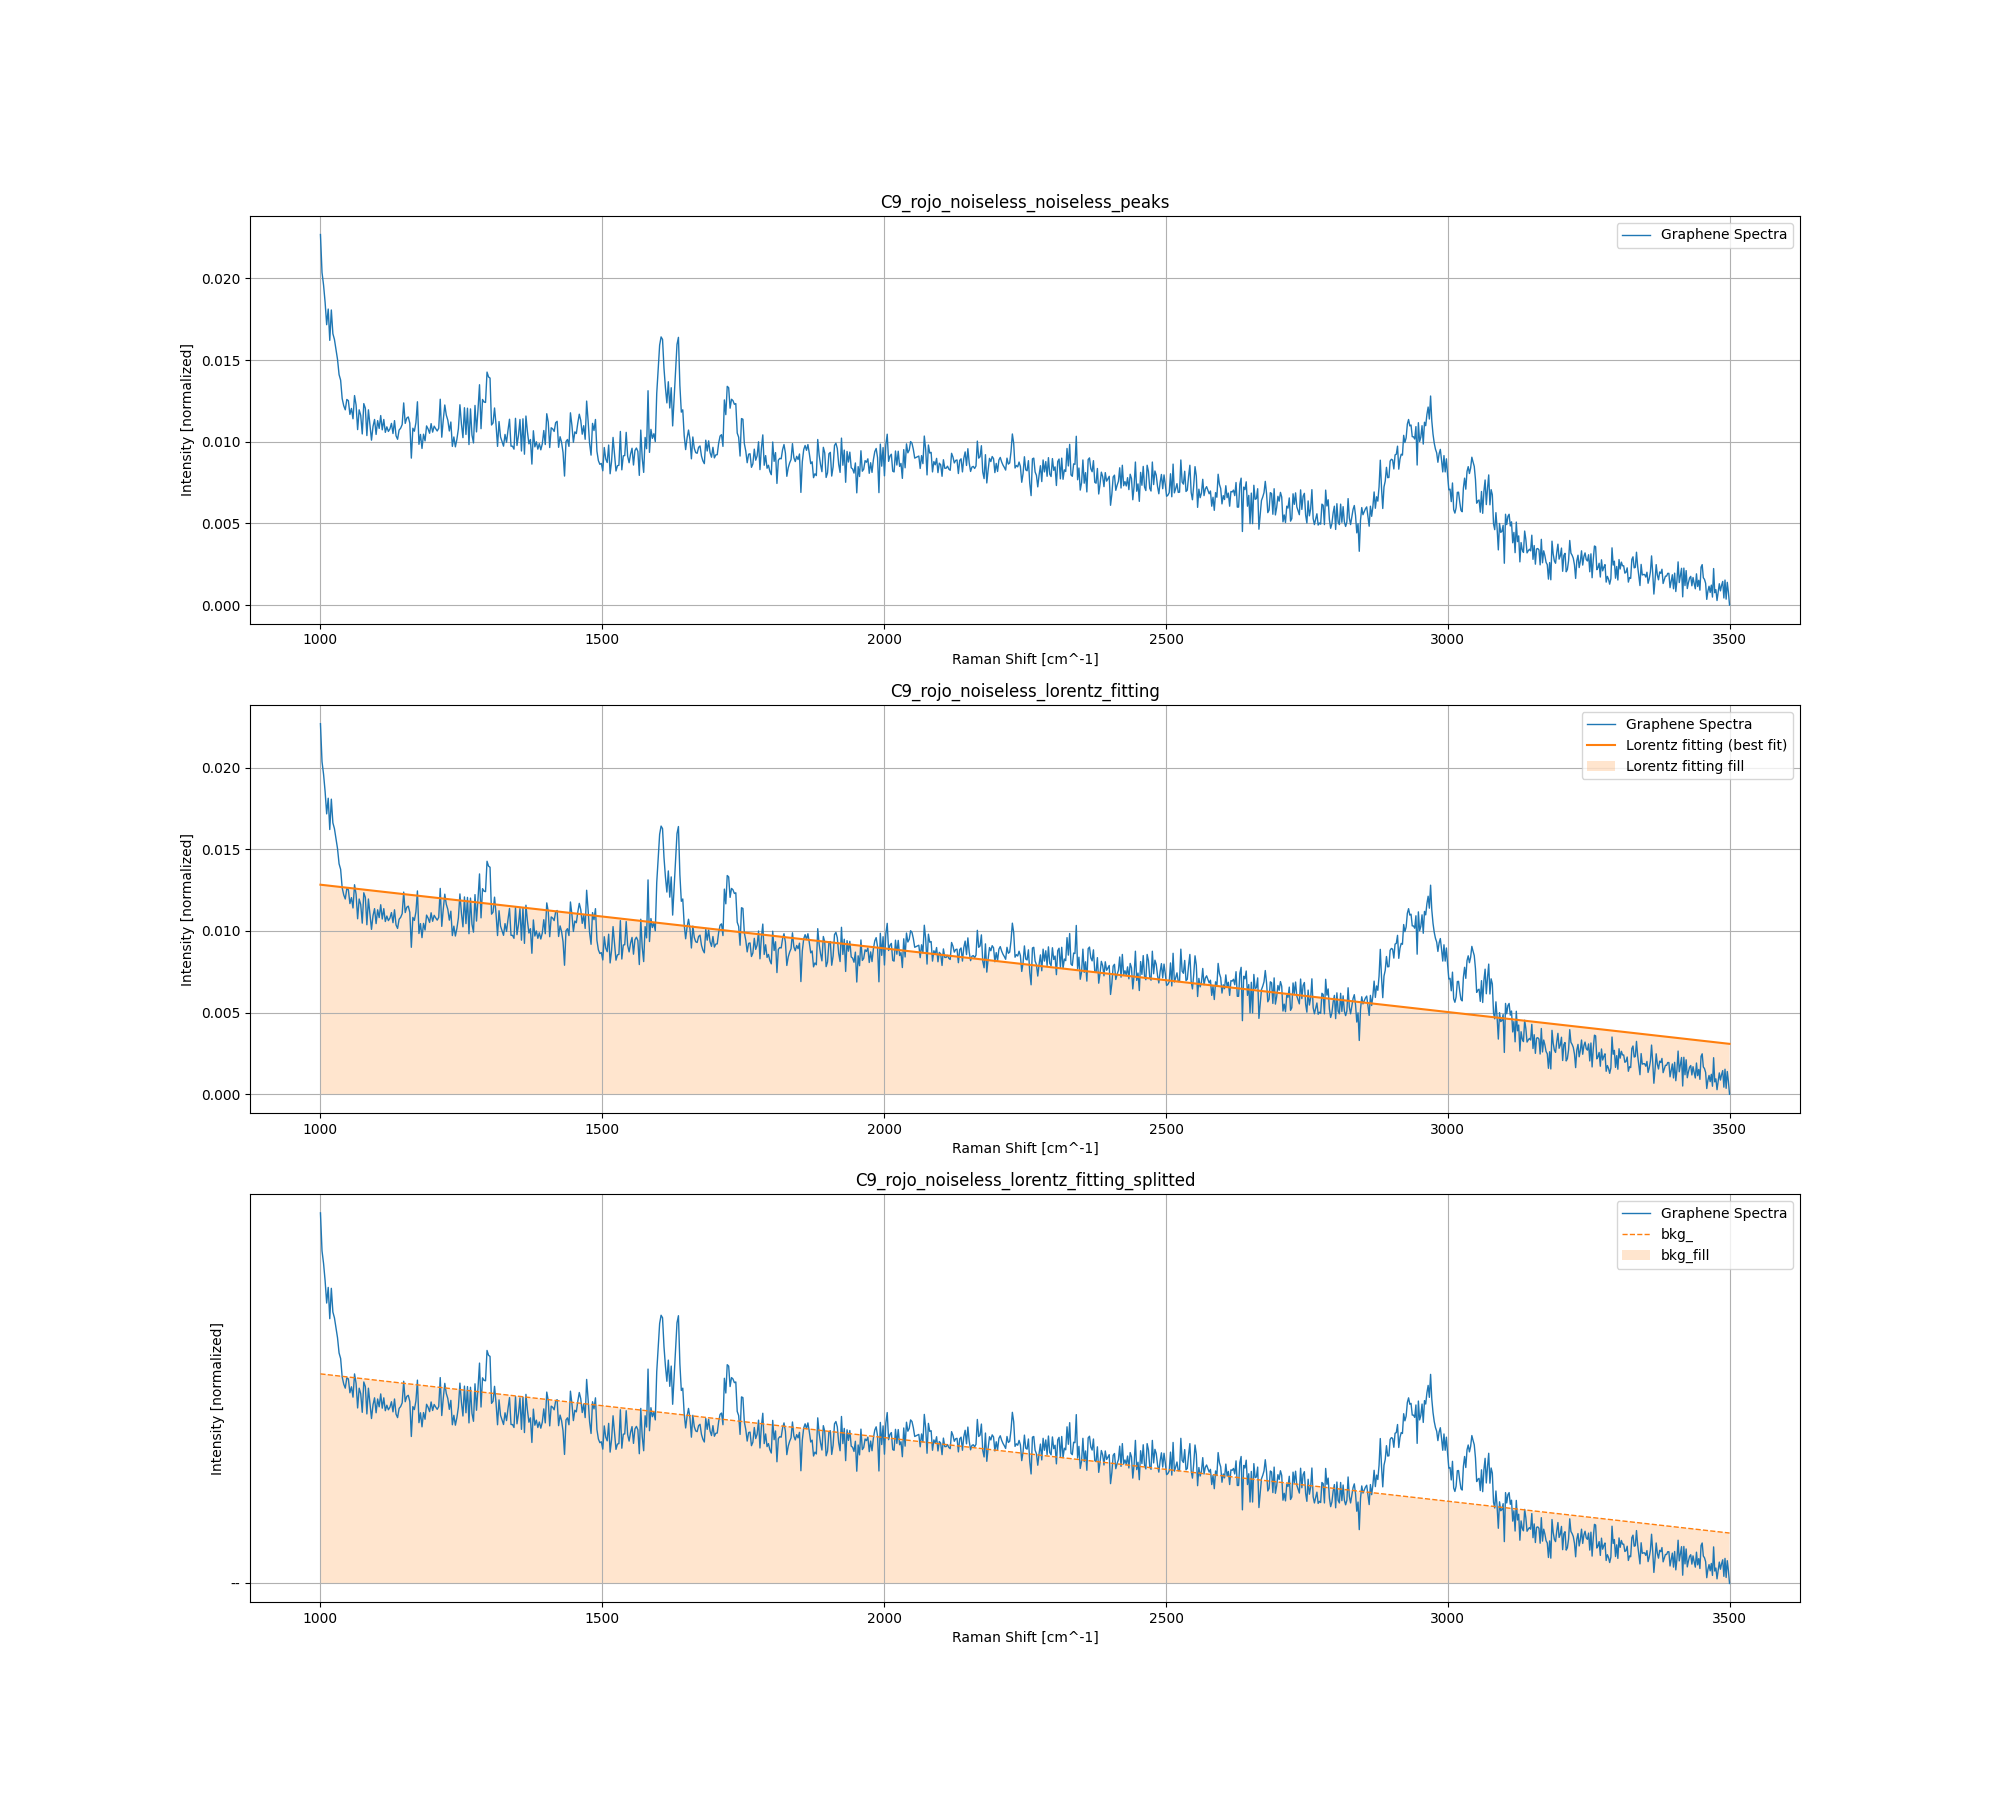 C9_rojo_noiseless_noiseless_peaks
Graphene Spectra
Intensity [normalized]
0.020
0.015
0.010
0.005
0.000
1000 1500 2000 2500 3000 3500
Raman Shift [cm^-1]
C9_rojo_noiseless_lorentz_fitting
Graphene Spectra
Lorentz fitting (best fit)
Lorentz fitting fill
Intensity [normalized]
0.020
0.015
0.010
0.005
0.000
1000 1500 2000 2500 3000 3500
Raman Shift [cm^-1]
C9_rojo_noiseless_lorentz_fitting_splitted
Graphene Spectra
bkg_
bkg_fill
Intensity [normalized]
--
1000 1500 2000 2500 3000 3500
Raman Shift [cm^-1]